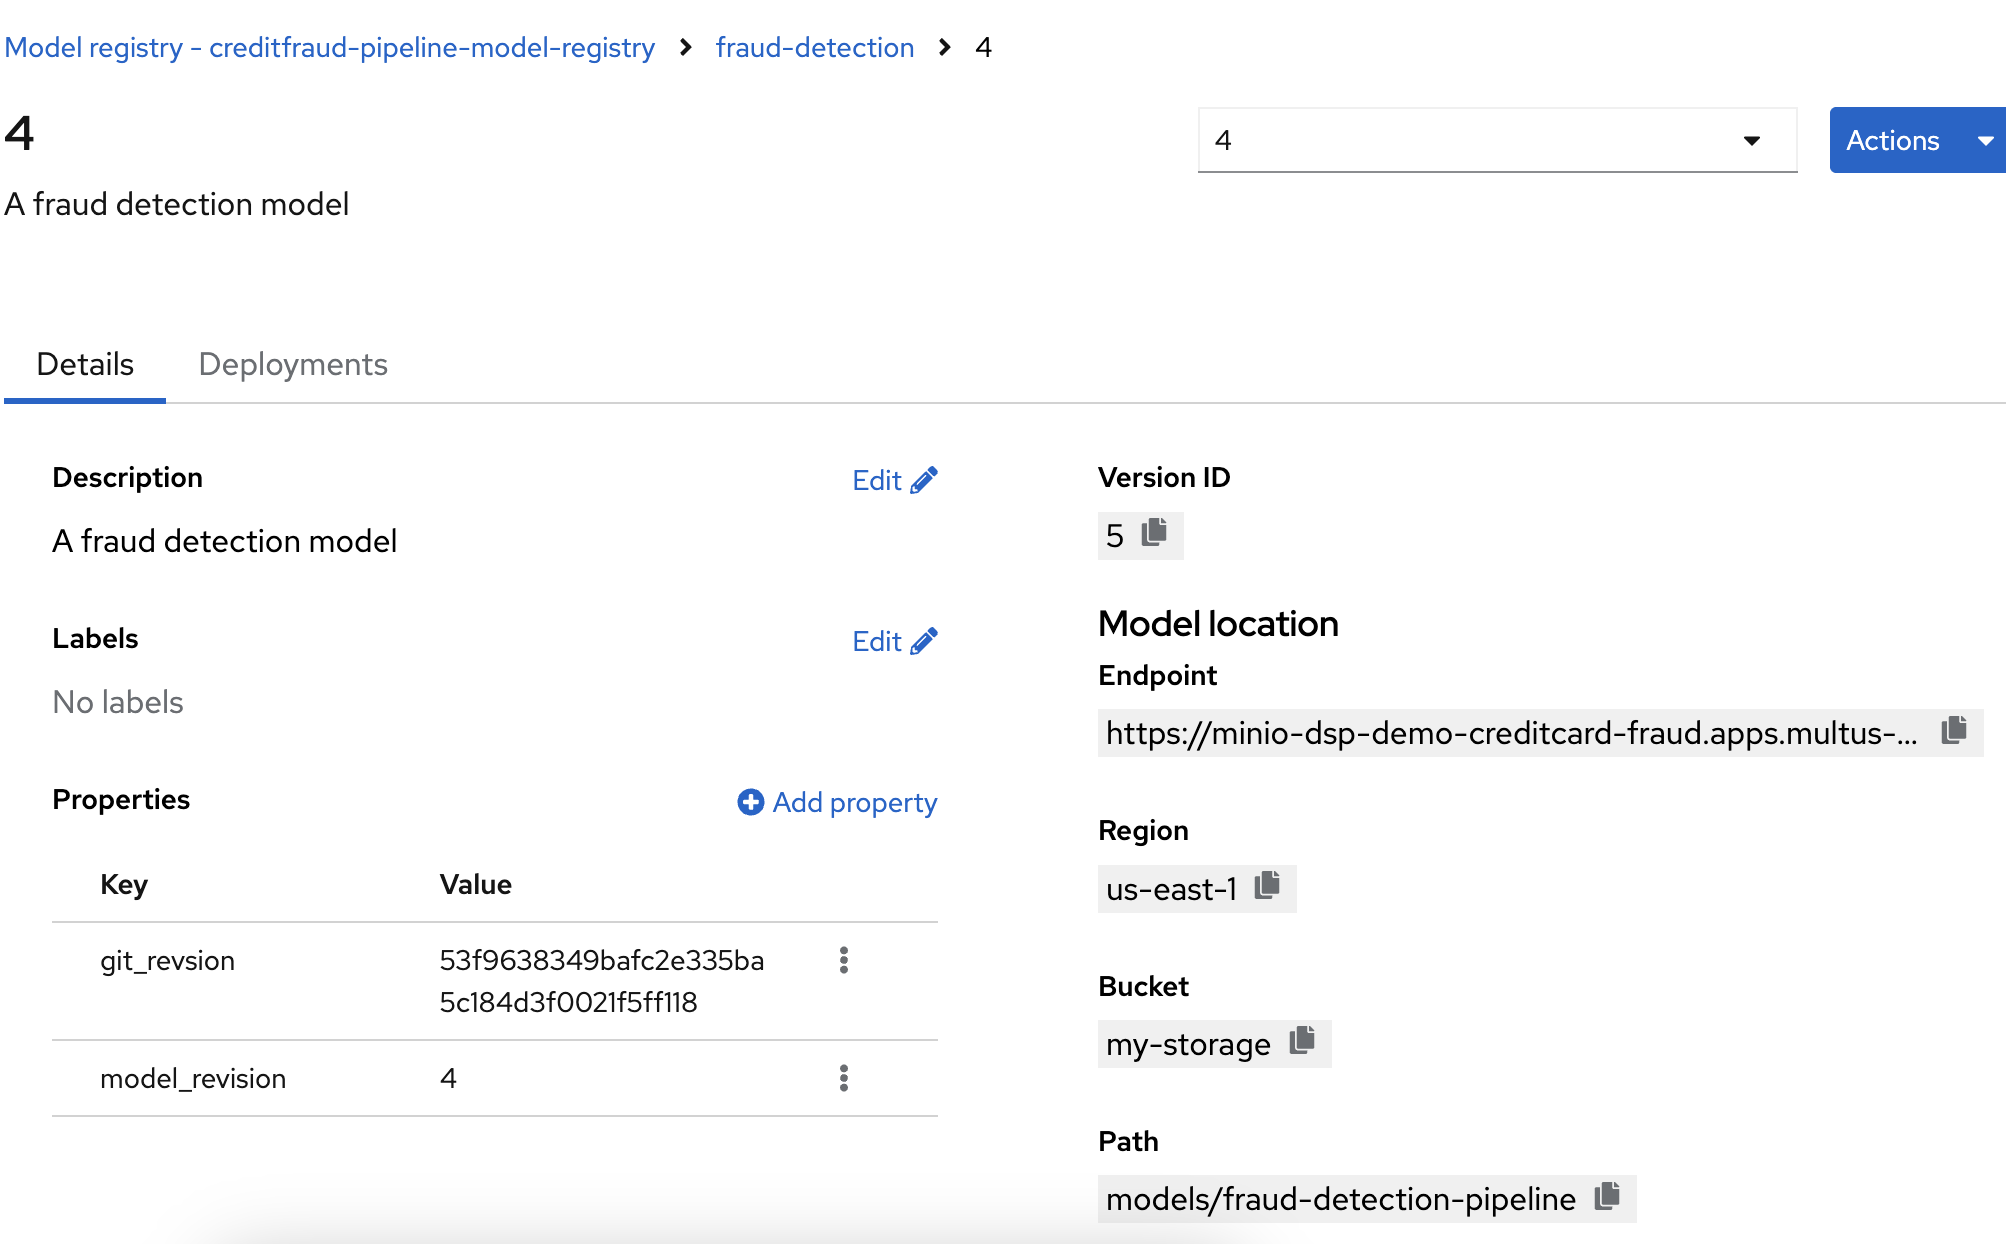 Model registry - creditfraud-pipeline-model-registry > fraud-detection > 4
4
4
Actions
A fraud detection model
Details
Deployments
Description
Edit
A fraud detection model
Labels
Edit
No labels
Properties
Add property
Key Value
git_revsion 53f9638349bafc2e335ba
5c184d3f0021f5ff118
model_revision 4
Version ID
5
Model location
Endpoint
https://minio-dsp-demo-creditcard-fraud.apps.multus-...
Region
us-east-1
Bucket
my-storage
Path
models/fraud-detection-pipeline